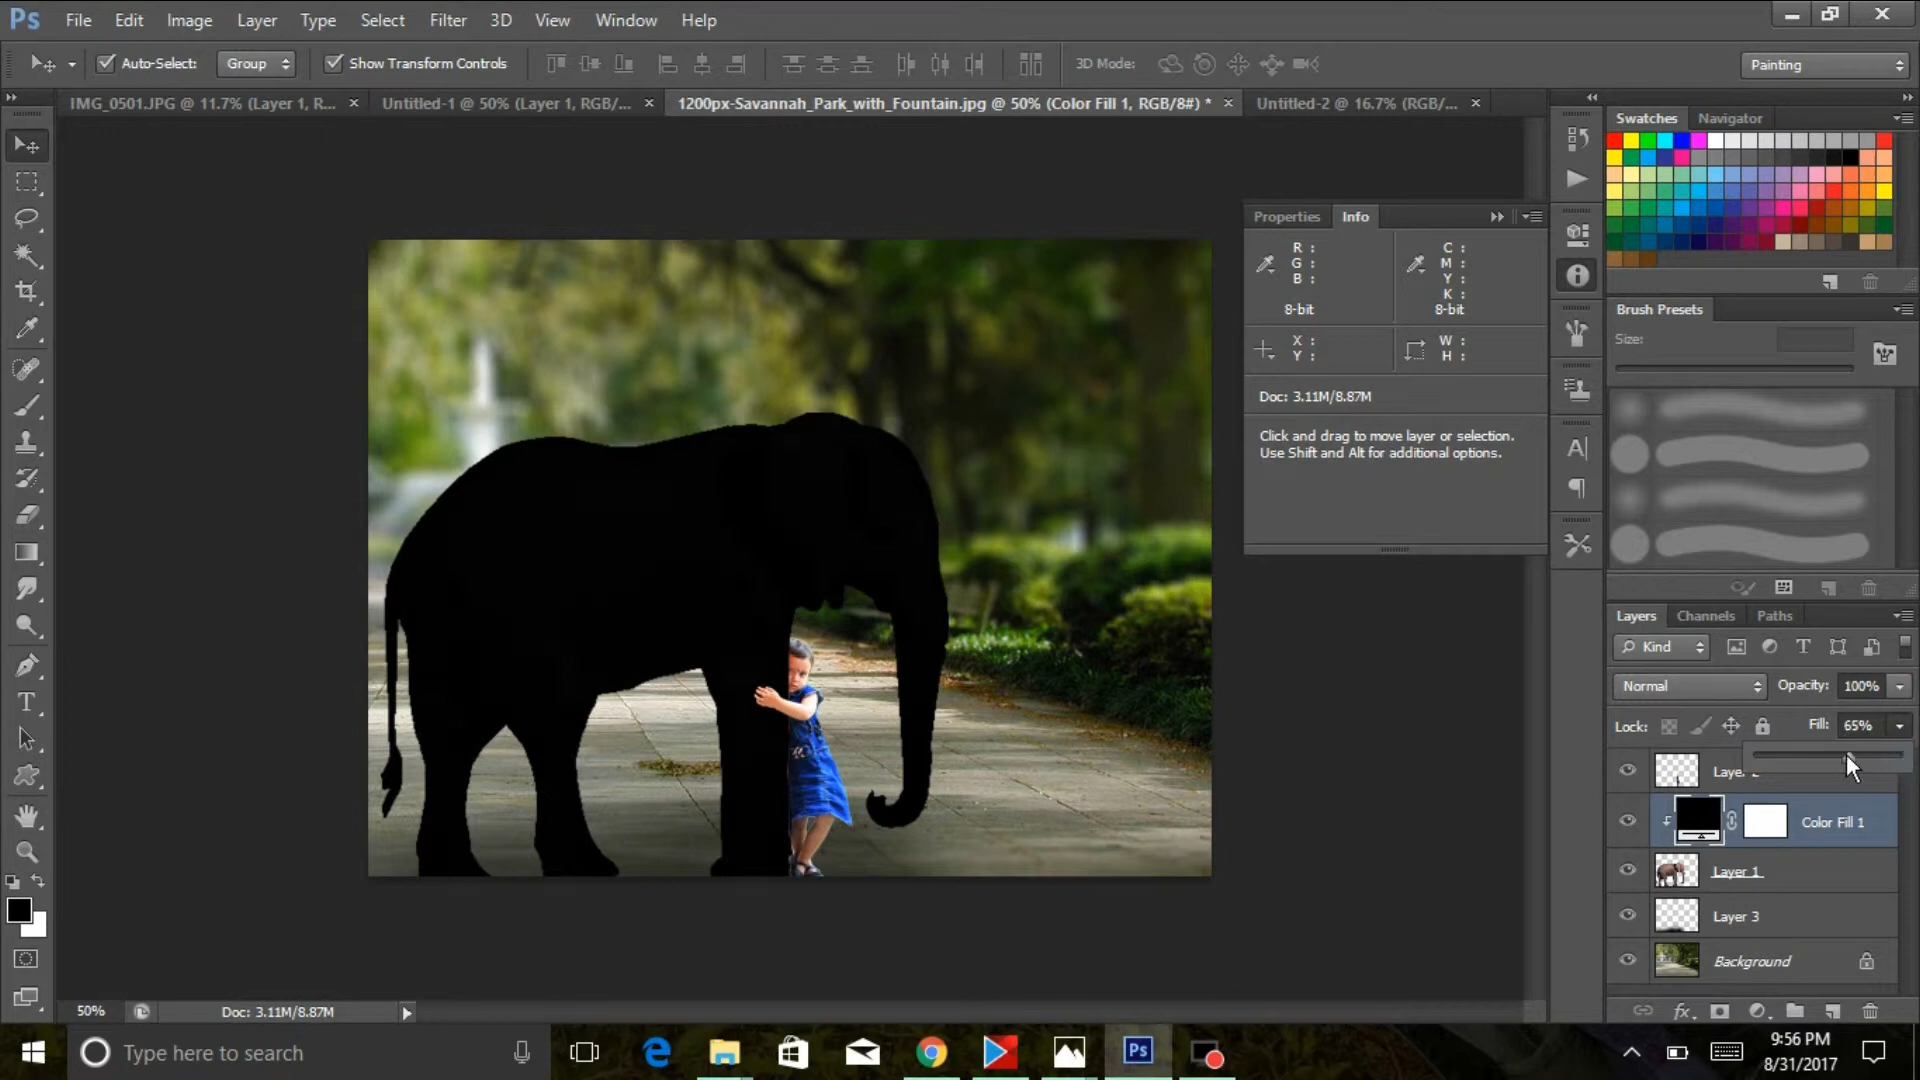 Ps File Edit Image Layer Type Select Filter 3D View Window Help
Auto-Select: Group Show Transform Controls 3D Mode: Painting
IMG_0501.JPG @ 11.7% (Layer 1, R... Untitled-1 @ 50% (Layer 1, RGB/... 1200px-Savannah_Park_with_Fountain.jpg @ 50% (Color Fill 1, RGB/8#) * Untitled-2 @ 16.7% (RGB/...
Swatches Navigator
Properties Info
R :
G :
B :
8-bit
C :
M :
Y :
K :
8-bit
X :
Y :
W :
H :
Doc: 3.11M/8.87M
Click and drag to move layer or selection.
Use Shift and Alt for additional options.
Brush Presets
Size:
Layers Channels Paths
Kind
Normal Opacity: 100%
Lock: Fill: 65%
Color Fill 1
Layer 1
Layer 3
Background
50% Doc: 3.11M/8.87M
Type here to search
Ps
9:56 PM
8/31/2017